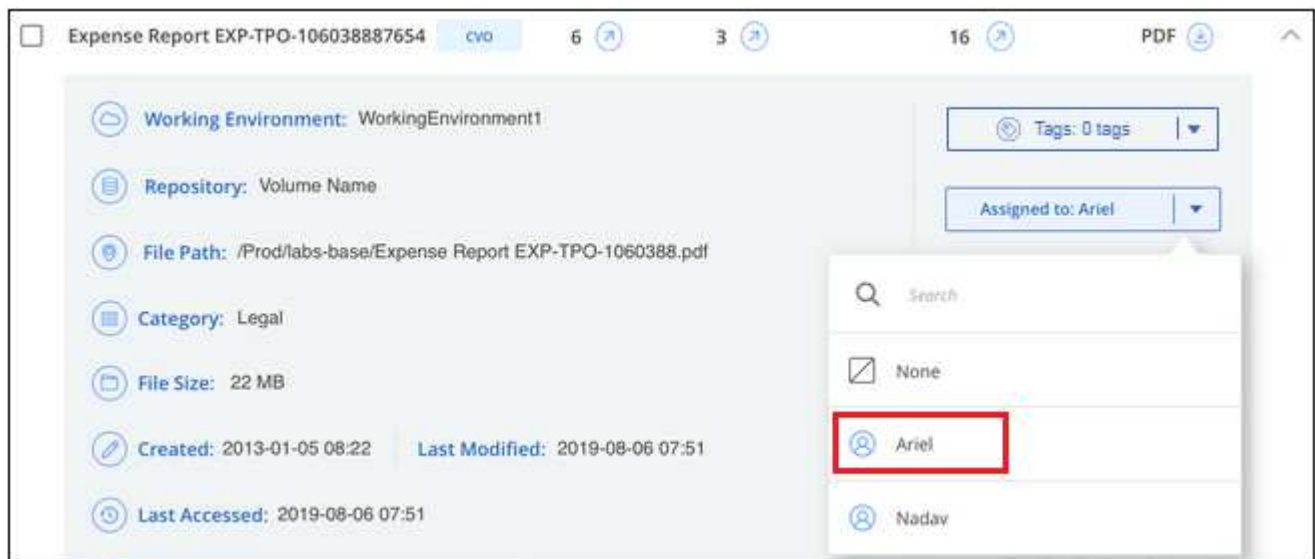 Expense Report EXP-TPO-106038887654 CVO 6 3 16 PDF
Working Environment: WorkingEnvironment1
Tags: 0 tags
Repository: Volume Name
Assigned to: Ariel
File Path: /Prod/labs-base/Expense Report EXP-TPO-1060388.pdf
Search
Category: Legal
None
File Size: 22 MB
Ariel
Created: 2013-01-05 08:22 Last Modified: 2019-08-06 07:51
Last Accessed: 2019-08-06 07:51
Nadav